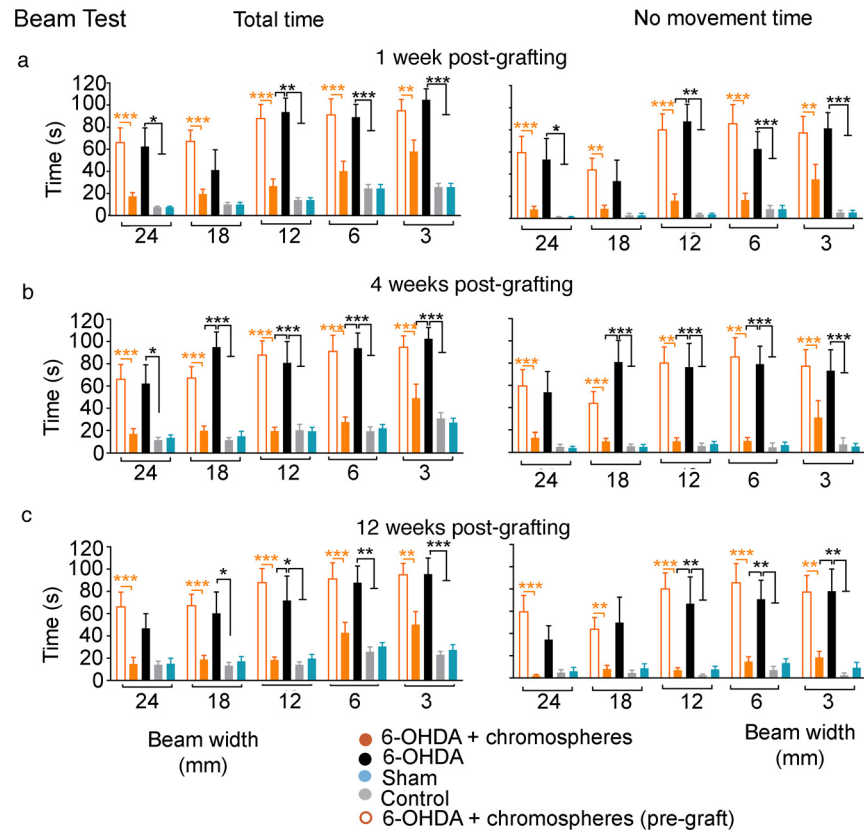 Beam Test Total time No movement time
a 1 week post-grafting
Time (s)
120
100
80
60
40
20
0
*** * *** *** ** *** *** ** ***
*** * ** *** ** *** *** ** ***
24 18 12 6 3 24 18 12 6 3
b 4 weeks post-grafting
Time (s)
120
100
80
60
40
20
0
*** * *** *** *** *** *** *** *** ***
*** *** *** ** *** ** *** *** ***
24 18 12 6 3 24 18 12 6 3
c 12 weeks post-grafting
Time (s)
120
100
80
60
40
20
0
*** *** * *** * *** ** ** ***
*** ** *** ** *** ** ** **
24 18 12 6 3 24 18 12 6 3
Beam width
(mm)
Beam width
(mm)
6-OHDA + chromospheres
6-OHDA
Sham
Control
6-OHDA + chromospheres (pre-graft)